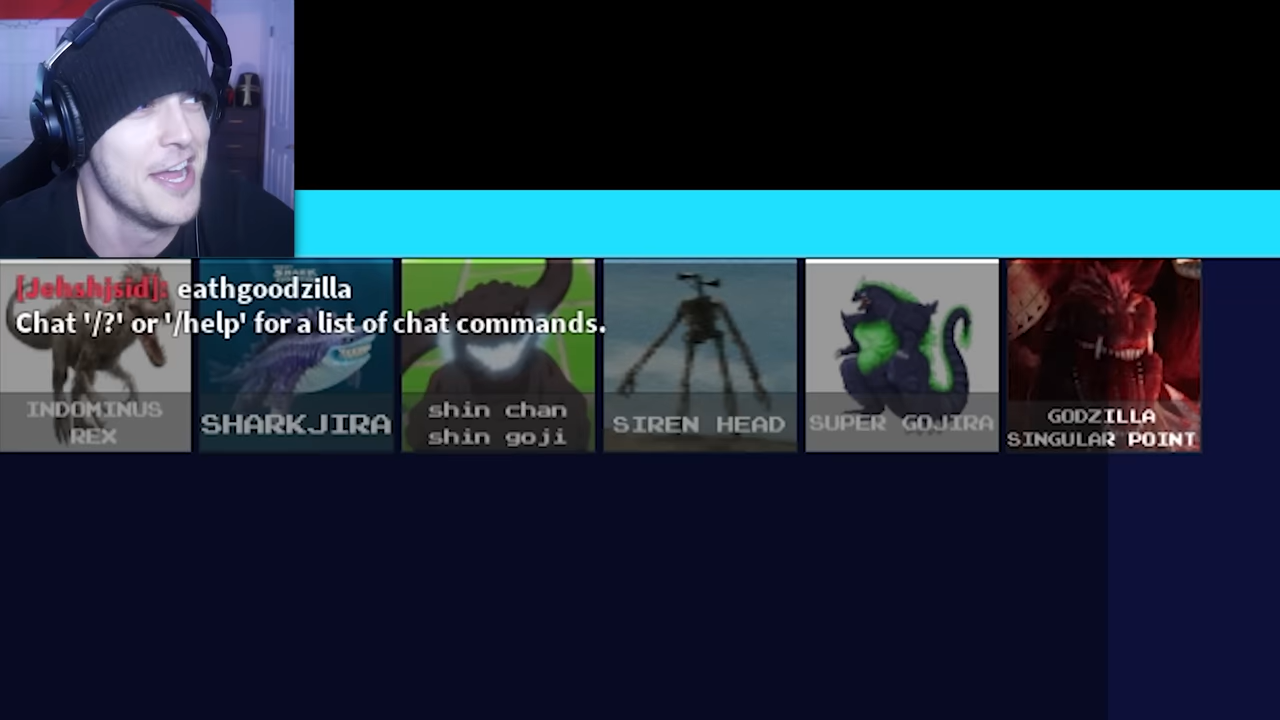 [Jehshjsid]: eathgoodzilla
Chat '/?' or '/help' for a list of chat commands.
SHARK
INDOMINUS
REX
SHARKJIRA
shin chan
shin goji
SIREN HEAD
SUPER GOJIRA
GODZILLA
SINGULAR POINT